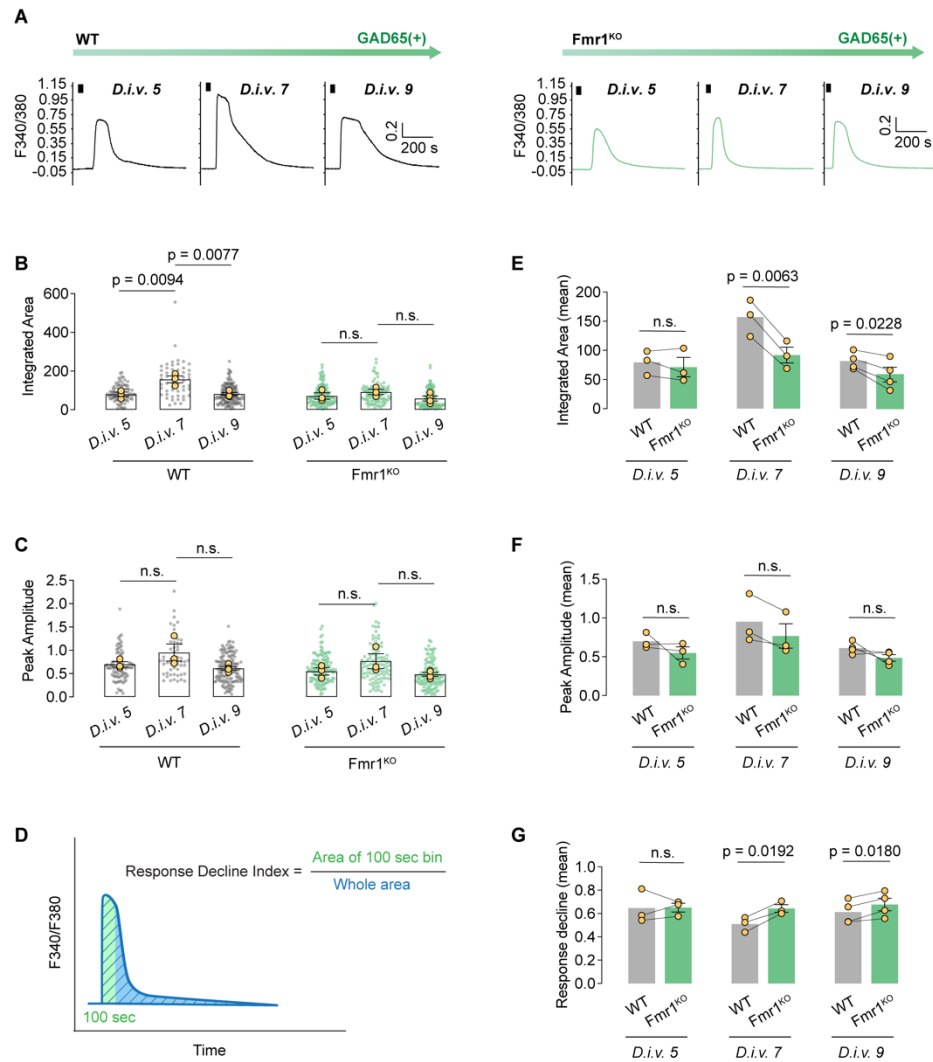 A
WT GAD65(+)
Fmr1KO GAD65(+)
D.i.v. 5 D.i.v. 7 D.i.v. 9
F340/380
1.15
0.95
0.75
0.55
0.35
0.15
-0.05
0.2
200 s
D.i.v. 5 D.i.v. 7 D.i.v. 9
F340/380
1.15
0.95
0.75
0.55
0.35
0.15
-0.05
0.2
200 s
B
p = 0.0077
p = 0.0094
n.s.
n.s.
Integrated Area
600
400
200
0
D.i.v. 5 D.i.v. 7 D.i.v. 9 D.i.v. 5 D.i.v. 7 D.i.v. 9
WT Fmr1KO
E
p = 0.0063
n.s.
p = 0.0228
Integrated Area (mean)
200
150
100
50
0
WT Fmr1KO WT Fmr1KO WT Fmr1KO
D.i.v. 5 D.i.v. 7 D.i.v. 9
C
n.s.
n.s.
n.s.
n.s.
Peak Amplitude
2.5
2.0
1.5
1.0
0.5
0.0
D.i.v. 5 D.i.v. 7 D.i.v. 9 D.i.v. 5 D.i.v. 7 D.i.v. 9
WT Fmr1KO
F
n.s.
n.s.
n.s.
Peak Amplitude (mean)
1.5
1.0
0.5
0.0
WT Fmr1KO WT Fmr1KO WT Fmr1KO
D.i.v. 5 D.i.v. 7 D.i.v. 9
D
Response Decline Index =
Area of 100 sec bin
Whole area
F340/F380
100 sec
Time
G
n.s. p = 0.0192 p = 0.0180
Response decline (mean)
1.0
0.8
0.6
0.4
0.2
0.0
WT Fmr1KO WT Fmr1KO WT Fmr1KO
D.i.v. 5 D.i.v. 7 D.i.v. 9